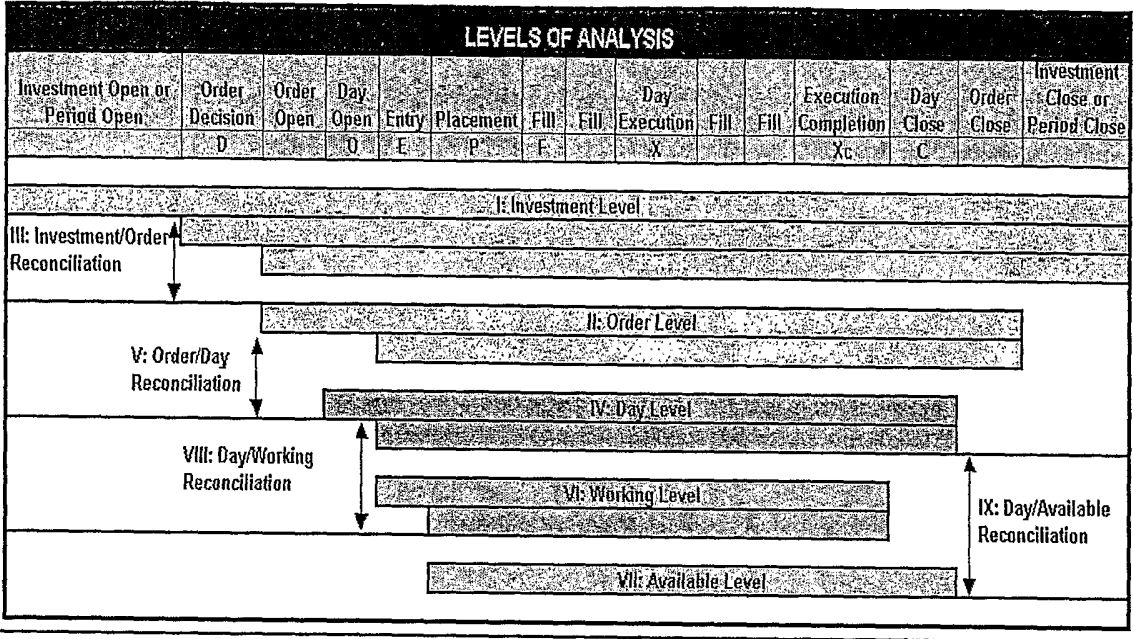 LEVELS OF ANALYSIS
Investment Open or Period Open
Order Decision
Order Open
Day Open
Entry
Placement
Fill
Fill
Day Execution
Fill
Fill
Execution Completion
Day Close
Order Close
Investment Close or Period Close
D
O
E
P
F
X
Xc
C
I: Investment Level
III: Investment/Order
Reconciliation
II: Order Level
V: Order/Day
Reconciliation
IV: Day Level
VIII: Day/Working
Reconciliation
VI: Working Level
IX: Day/Available
Reconciliation
VII: Available Level